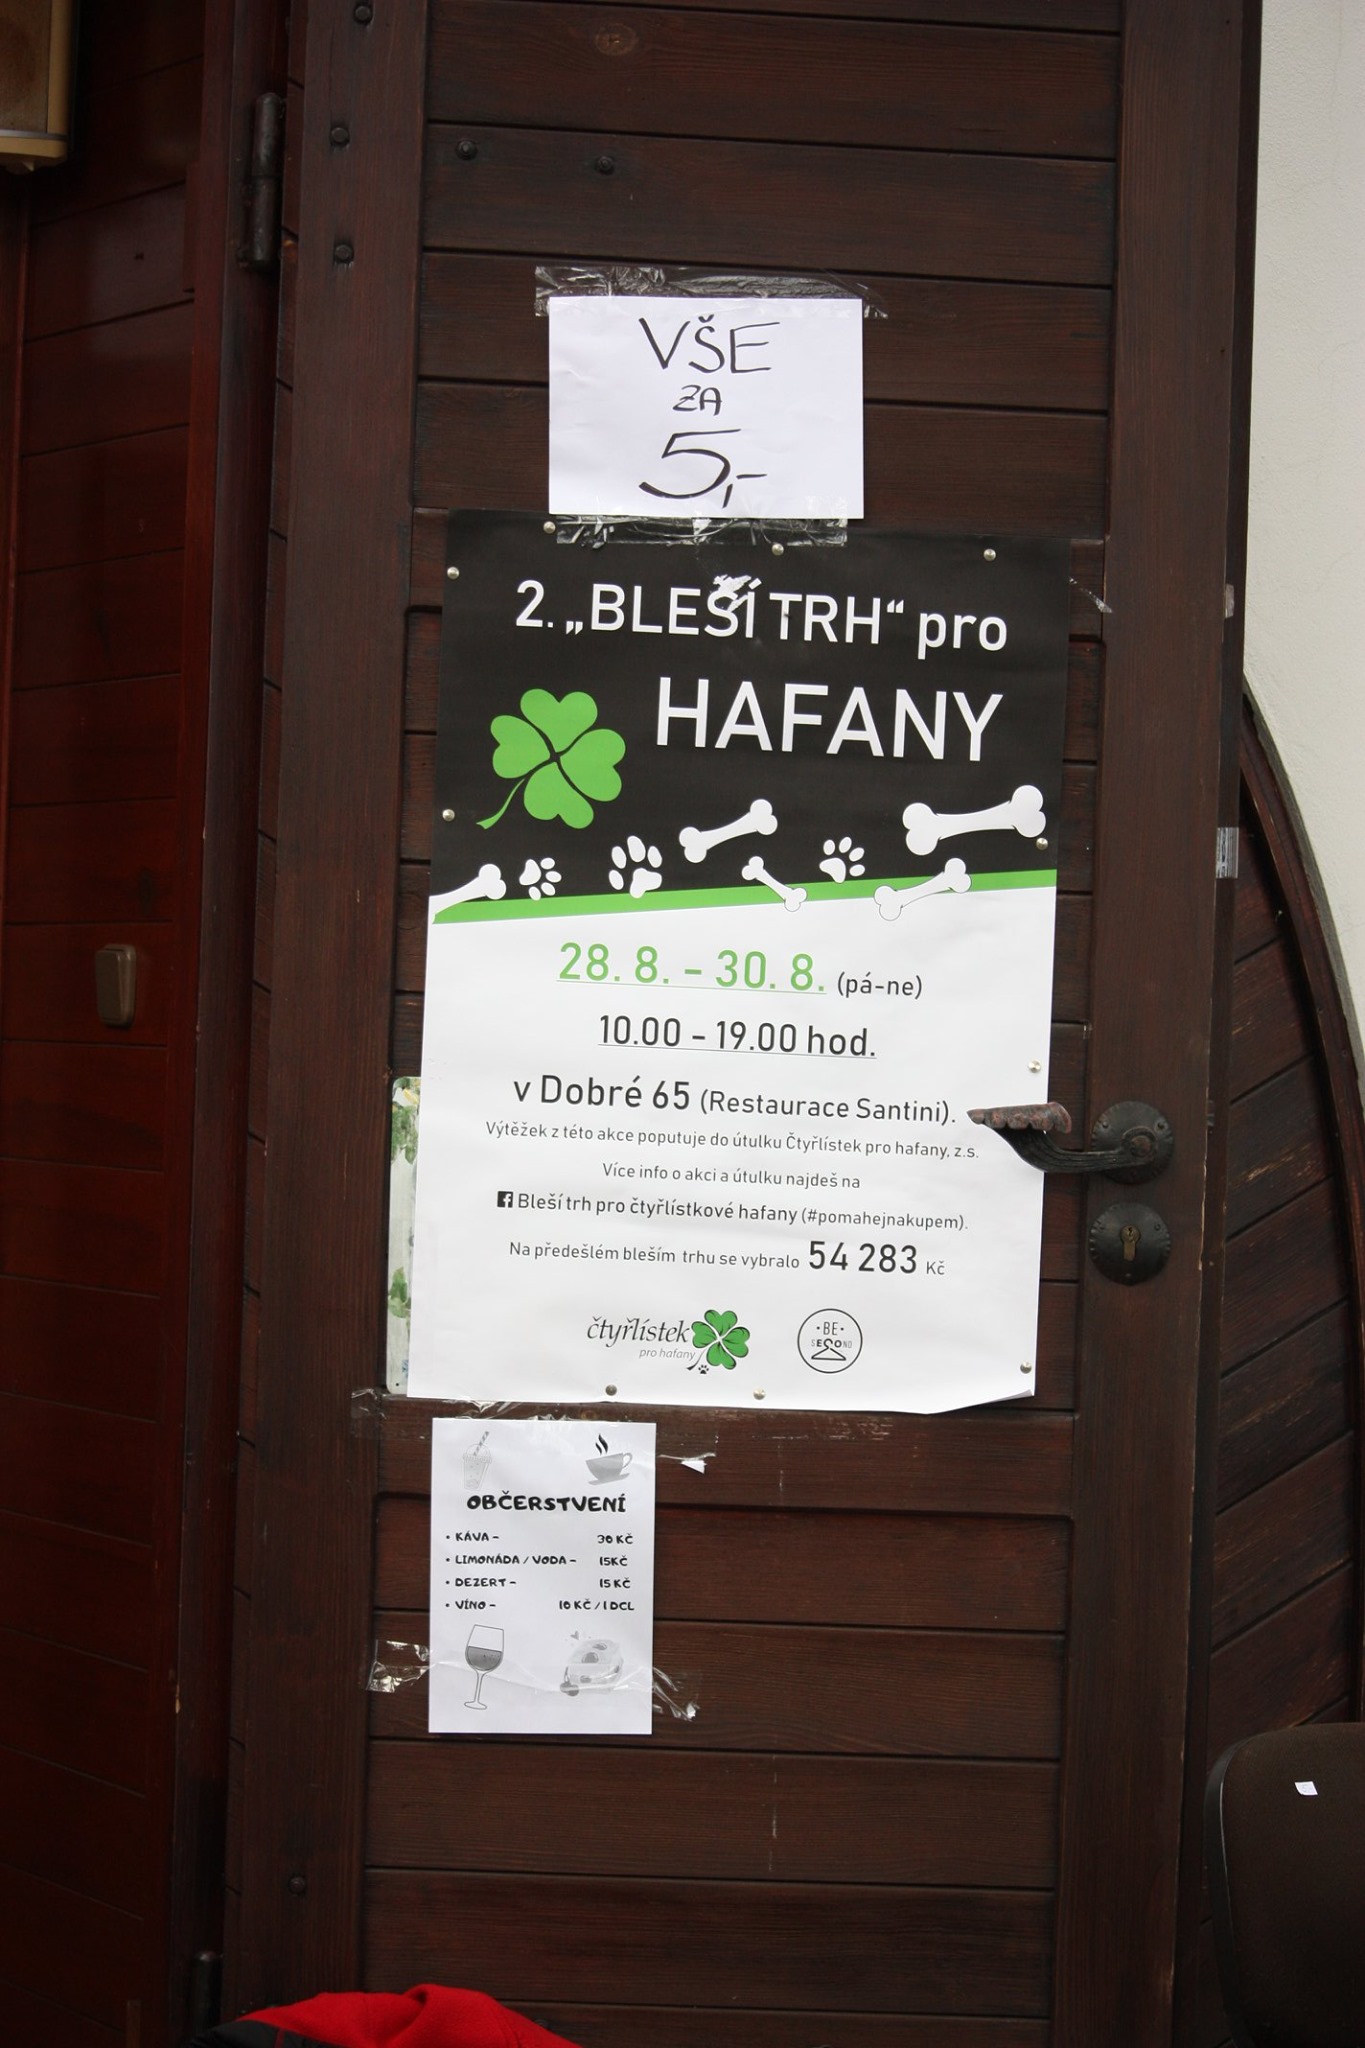 VŠE
ZA
5,-
2. „BLEŠÍ TRH“ pro
HAFANY
28. 8. - 30. 8. (pá-ne)
10.00 - 19.00 hod.
v Dobré 65 (Restaurace Santini).
Výtěžek z této akce poputuje do útulku Čtyřlístek pro hafany, z.s.
Více info o akci a útulku najdeš na
Bleší trh pro čtyřlístkové hafany (#pomahejnakupem).
Na předešlém bleším trhu se vybralo 54 283 Kč
čtyřlístek
pro hafany
• BE •
SECOND
OBČERSTVENÍ
• KÁVA - 30 KČ
• LIMONÁDA / VODA - 15KČ
• DEZERT - 15 KČ
• VÍNO - 10 KČ / 1 DCL